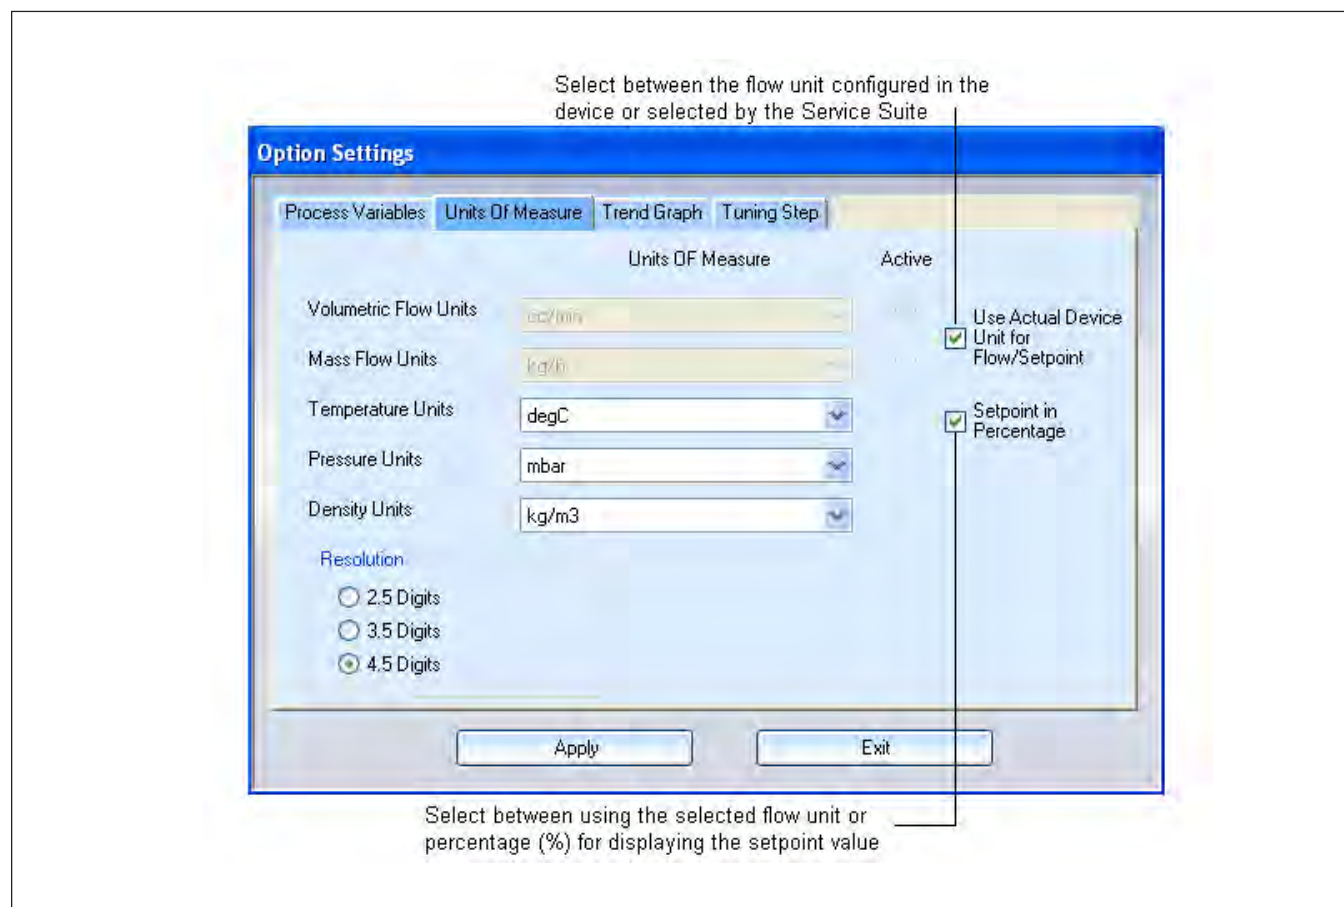 Select between the flow unit configured in the
device or selected by the Service Suite
Option Settings
Process Variables Units Of Measure Trend Graph Tuning Step
Units OF Measure Active
Volumetric Flow Units cc/min
Use Actual Device
Unit for
Flow/Setpoint
Mass Flow Units kg/h
Temperature Units degC
Setpoint in
Percentage
Pressure Units mbar
Density Units kg/m3
Resolution
2.5 Digits
3.5 Digits
4.5 Digits
Apply Exit
Select between using the selected flow unit or
percentage (%) for displaying the setpoint value